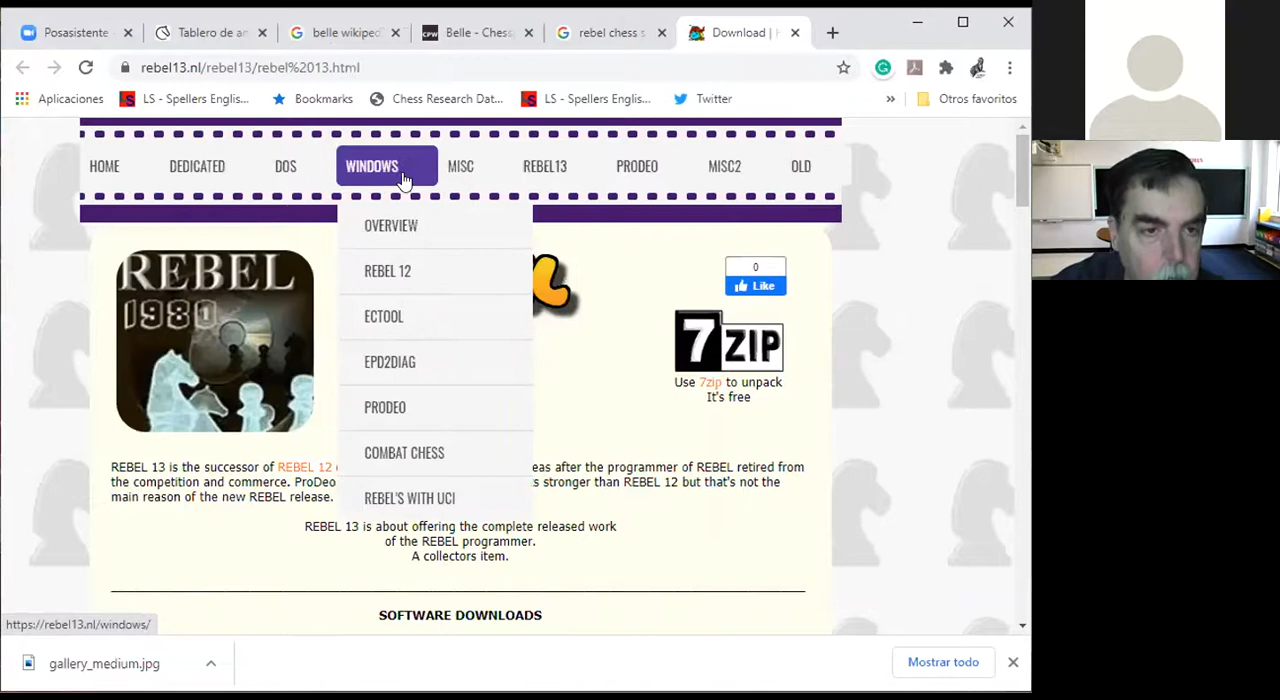 Posasistente
Tablero de an
belle wikiped
CPW Belle - Chess
rebel chess s
Download | H
rebel13.nl/rebel13/rebel%2013.html
Aplicaciones
LS - Spellers Englis...
Bookmarks
Chess Research Dat...
LS - Spellers Englis...
Twitter
»
Otros favoritos
HOME DEDICATED DOS WINDOWS MISC REBEL13 PRODEO MISC2 OLD
OVERVIEW
REBEL 12
ECTOOL
EPD2DIAG
PRODEO
COMBAT CHESS
REBEL'S WITH UCI
REBEL
1980
0
Like
7ZIP
Use 7zip to unpack
It's free
REBEL 13 is the successor of REBEL 12 eas after the programmer of REBEL retired from
the competition and commerce. ProDeo s stronger than REBEL 12 but that's not the
main reason of the new REBEL release.
REBEL 13 is about offering the complete released work
of the REBEL programmer.
A collectors item.
SOFTWARE DOWNLOADS
https://rebel13.nl/windows/
gallery_medium.jpg
Mostrar todo